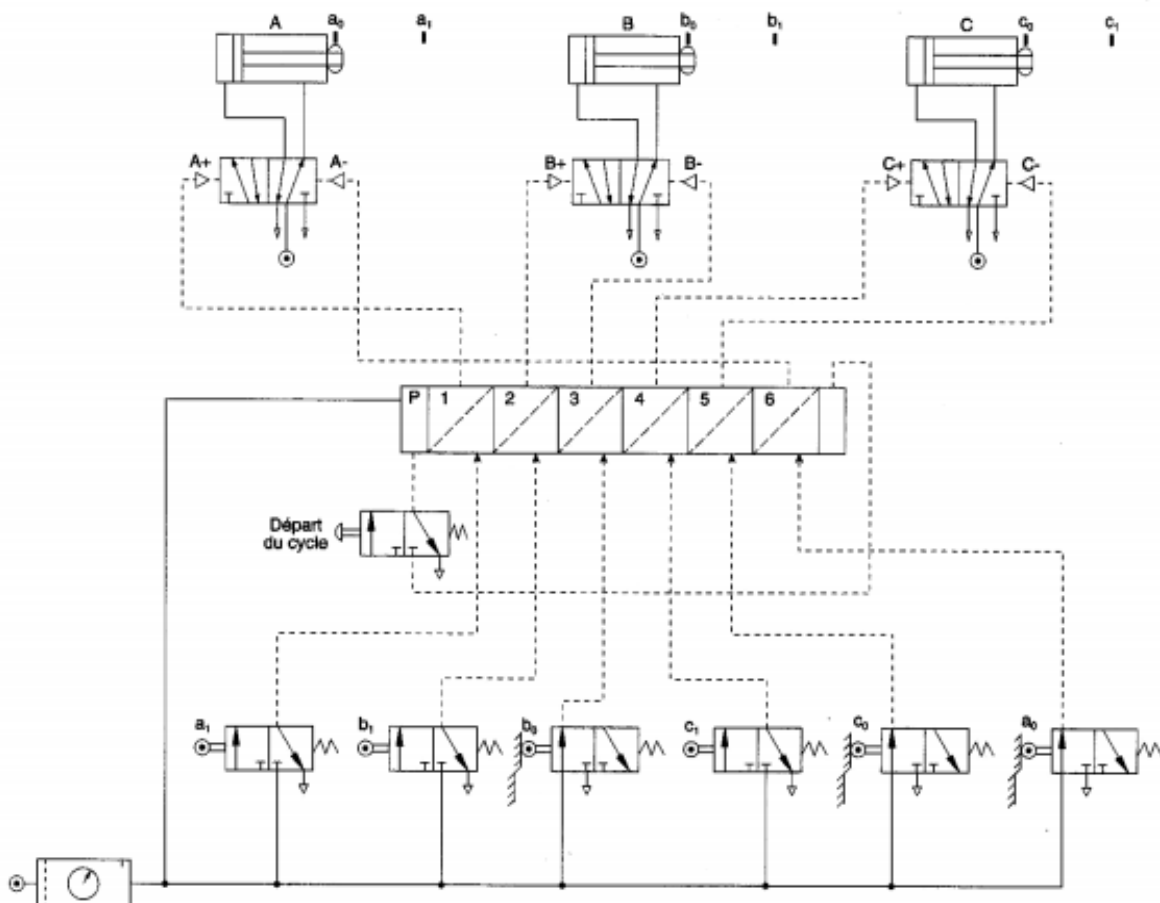 A a₀ a₁ B b₀ b₁ C c₀ c₁
A+ A- B+ B- C+ C-
P 1 2 3 4 5 6
Départ
du cycle
a₁ b₁ b₀ c₁ c₀ a₀